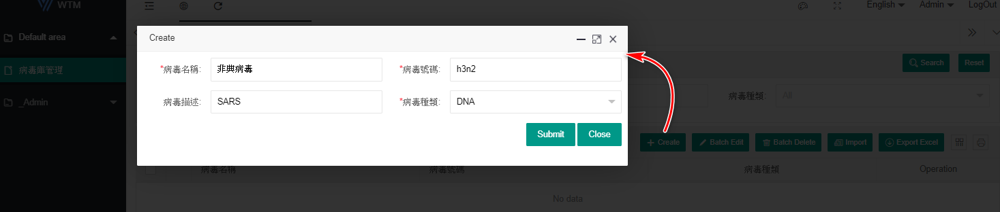 WTM
English
Admin
LogOut
Default area
Create
*病毒名稱:
非典病毒
*病毒號碼:
h3n2
病毒庫管理
Search
Reset
病毒描述:
SARS
*病毒種類:
DNA
病毒種類:
All
_Admin
Submit
Close
Create
Batch Edit
Batch Delete
Import
Export Excel
病毒名稱
病毒號碼
病毒種類
Operation
No data